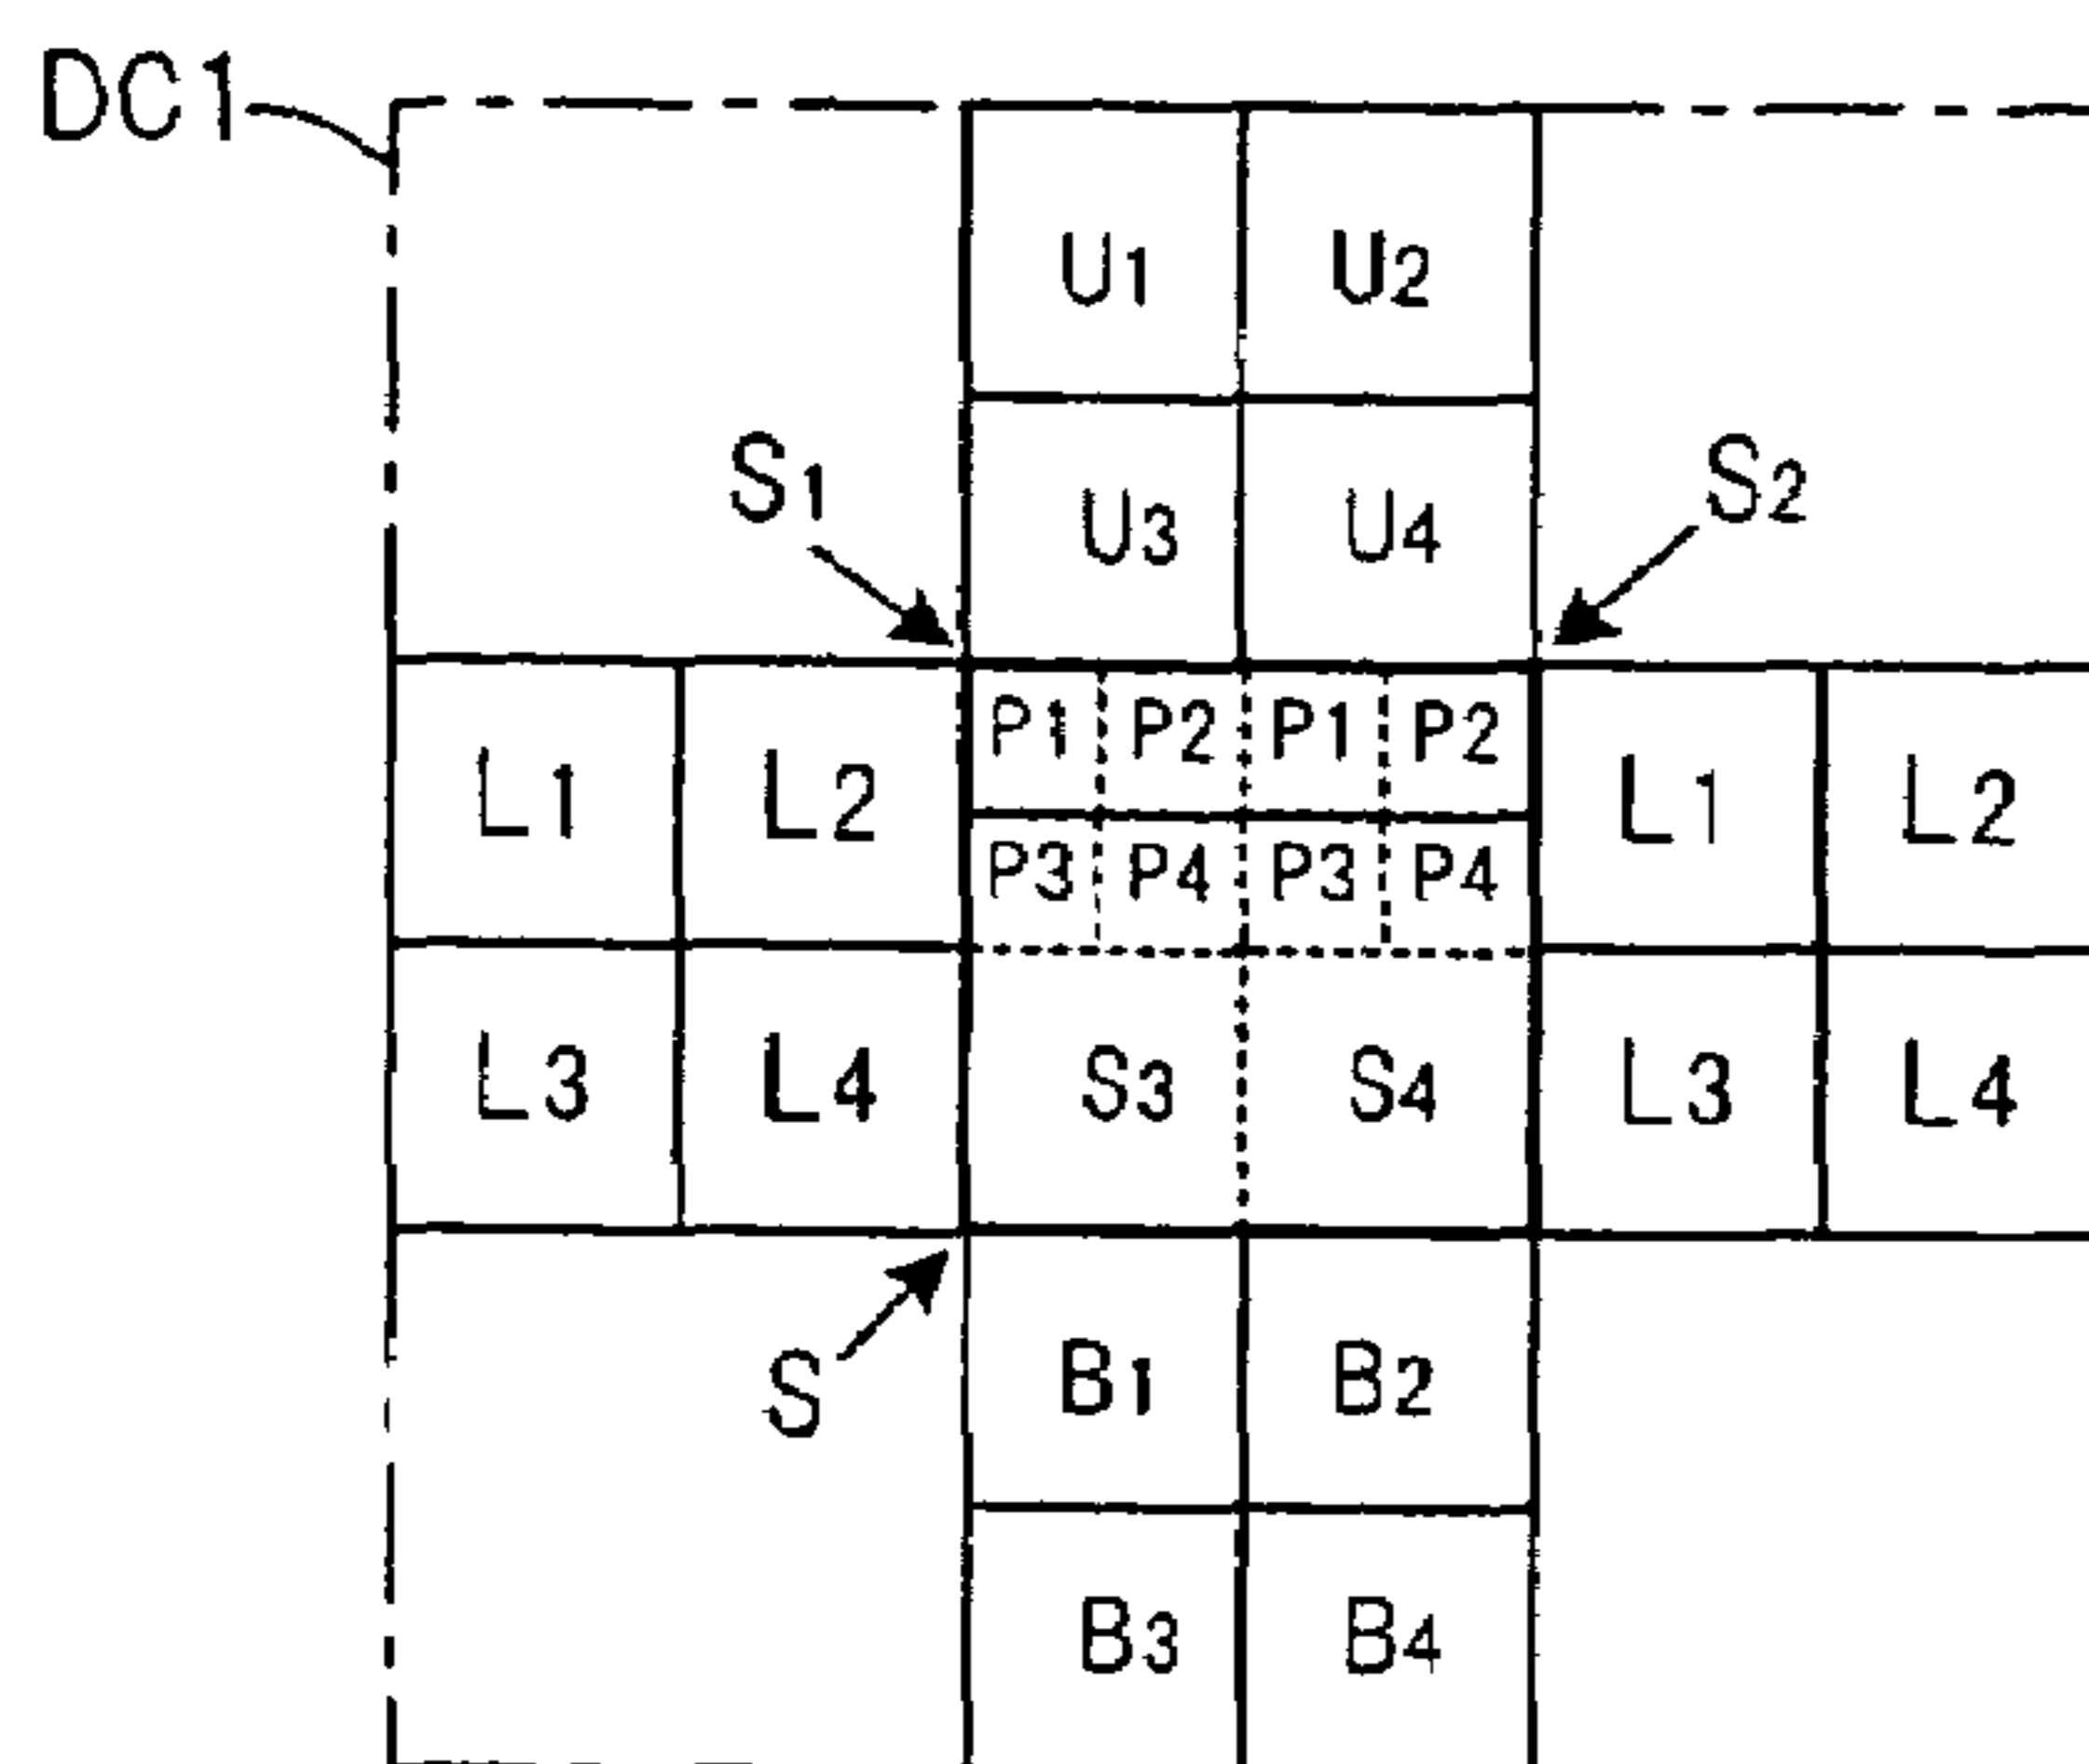 DC1
U1 U2
S1 U3 U4 S2
P1 P2 P1 P2
L1 L2 L1 L2
P3 P4 P3 P4
L3 L4 S3 S4 L3 L4
S B1 B2
B3 B4